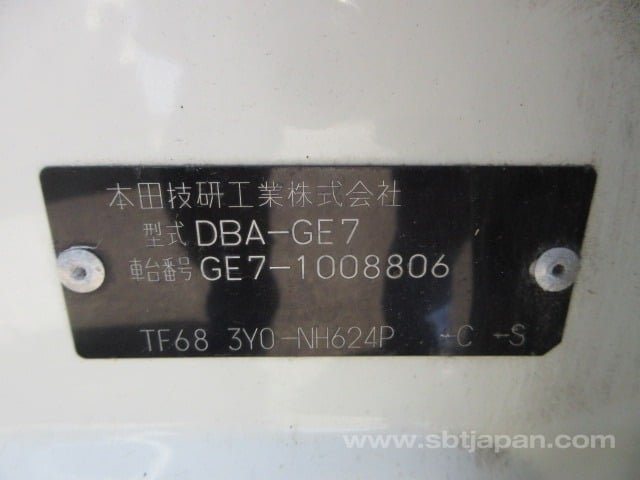 本田技研工業株式会社
型式 DBA-GE7
車台番号 GE7-1008806
TF68 3Y0-NH624P -C -S
www.sbtjapan.com